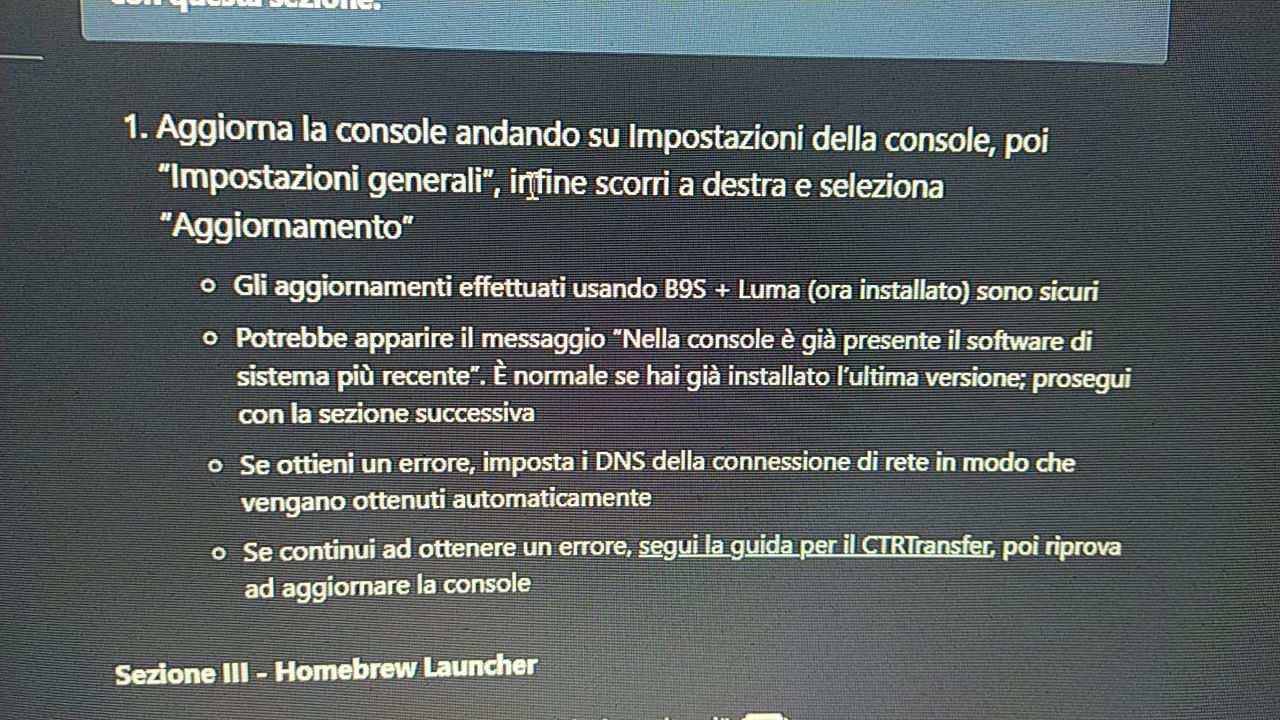 con questa sezione.
1. Aggiorna la console andando su Impostazioni della console, poi
"Impostazioni generali", infine scorri a destra e seleziona
"Aggiornamento"
Gli aggiornamenti effettuati usando B9S + Luma (ora installato) sono sicuri
Potrebbe apparire il messaggio "Nella console è già presente il software di
sistema più recente". È normale se hai già installato l'ultima versione; prosegui
con la sezione successiva
Se ottieni un errore, imposta i DNS della connessione di rete in modo che
vengano ottenuti automaticamente
Se continui ad ottenere un errore, segui la guida per il CTRTransfer, poi riprova
ad aggiornare la console
Sezione III - Homebrew Launcher